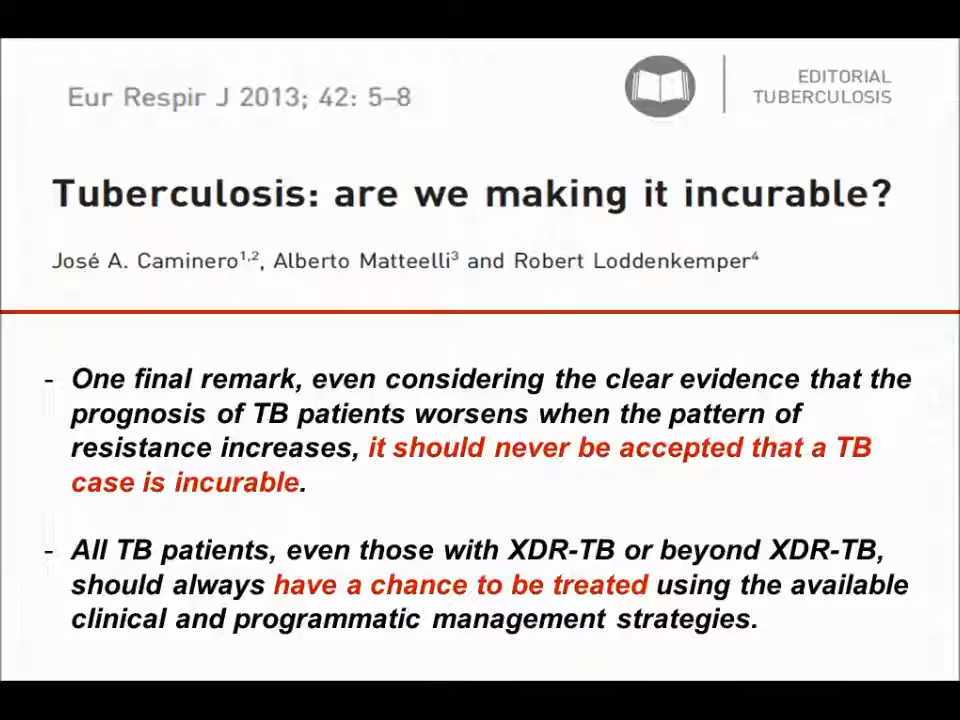 Eur Respir J 2013; 42: 5–8
EDITORIAL
TUBERCULOSIS
Tuberculosis: are we making it incurable?
José A. Caminero1,2, Alberto Matteelli3 and Robert Loddenkemper4
- One final remark, even considering the clear evidence that the
prognosis of TB patients worsens when the pattern of
resistance increases, it should never be accepted that a TB
case is incurable.
- All TB patients, even those with XDR-TB or beyond XDR-TB,
should always have a chance to be treated using the available
clinical and programmatic management strategies.